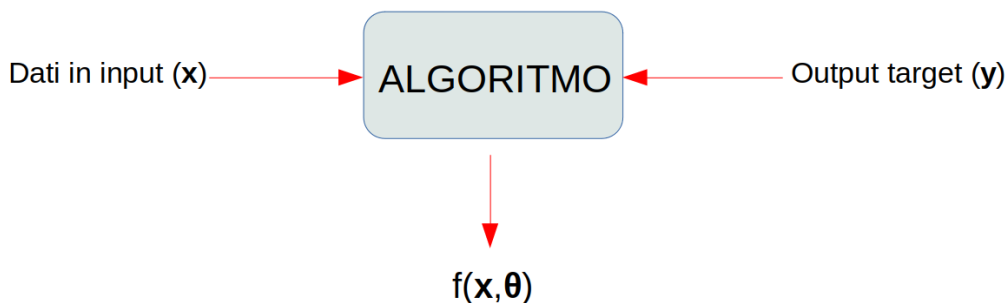 Dati in input (x)
ALGORITMO
Output target (y)
f(x,θ)